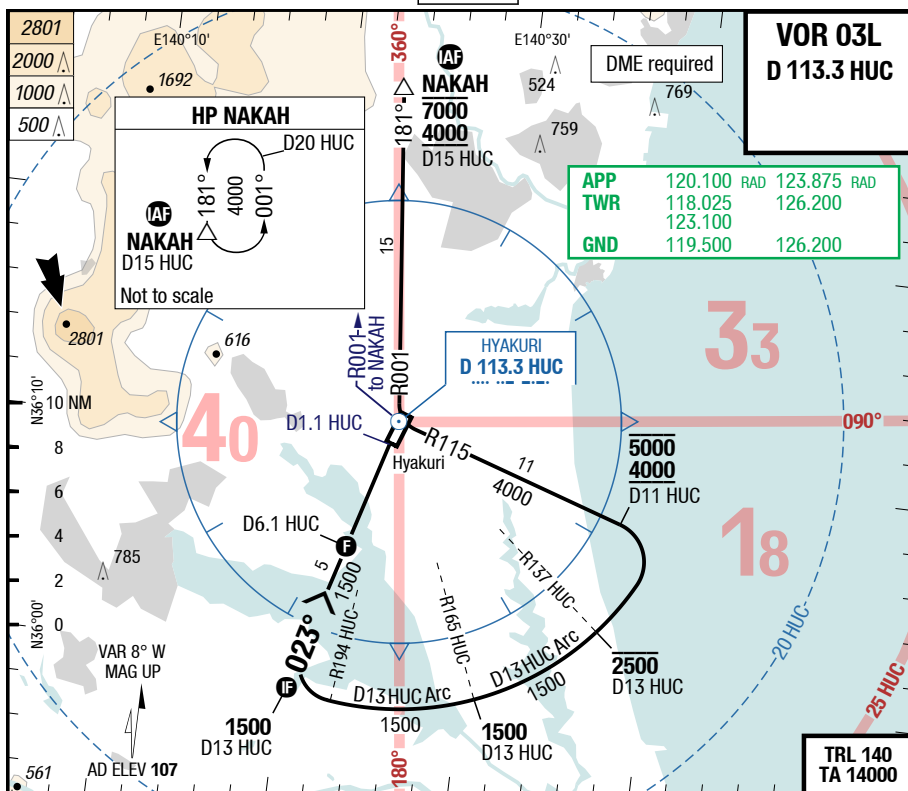 2801
2000
1000
500
E140°10'
1692
360°
IAF
NAKAH
7000
4000
D15 HUC
181°
E140°30'
524
DME required
769
759
VOR 03L
D 113.3 HUC
HP NAKAH
D20 HUC
181°
4000
001°
IAF
NAKAH
D15 HUC
Not to scale
APP 120.100 RAD 123.875 RAD
TWR 118.025 126.200
123.100
GND 119.500 126.200
15
2801
616
R001
to NAKAH
R001
HYAKURI
D 113.3 HUC
33
N36°10'
10 NM
8
6
4
2
0
N36°00'
40
D1.1 HUC
Hyakuri
R115
11
4000
090°
5000
4000
D11 HUC
D6.1 HUC
F
5
1500
785
R137 HUC
R165 HUC
R194 HUC
18
20 HUC
VAR 8° W
MAG UP
023°
IF
1500
D13 HUC
D13 HUC Arc
1500
D13 HUC Arc
1500
2500
D13 HUC
1500
D13 HUC
25 HUC
561
AD ELEV 107
180°
TRL 140
TA 14000